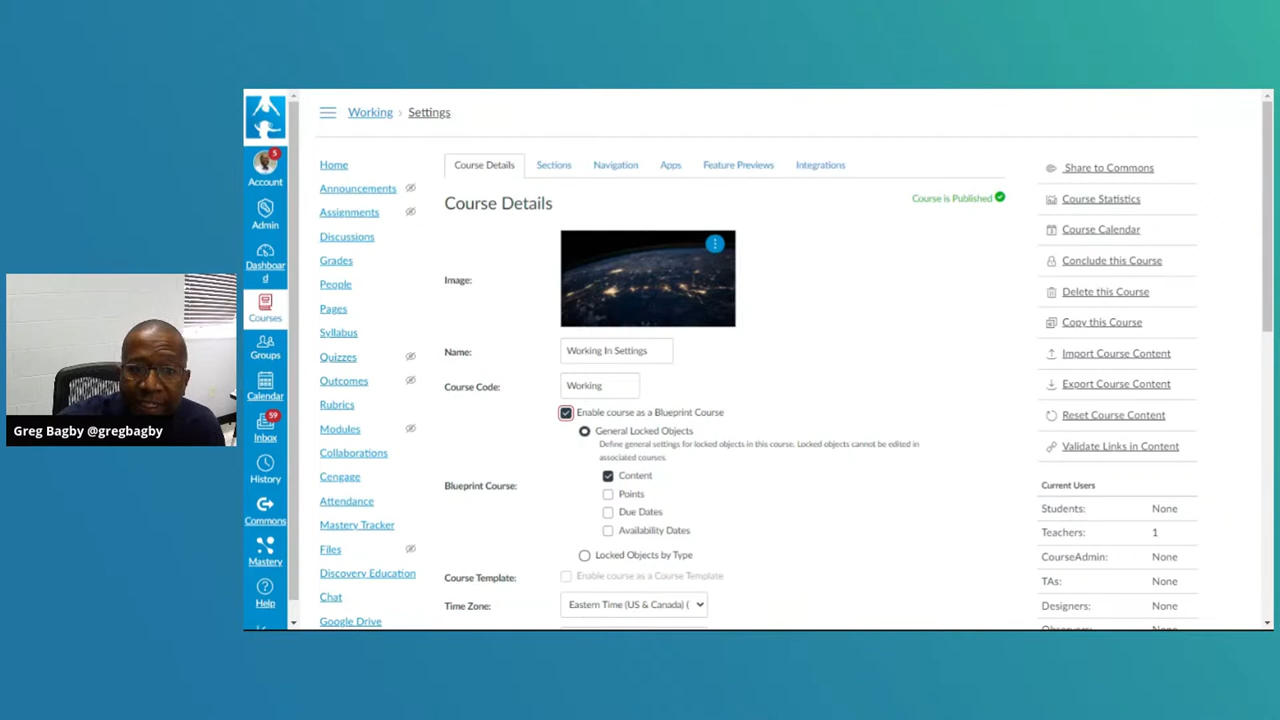 Working › Settings
5
Account
Admin
Dashboar
d
Courses
Groups
Calendar
59
Inbox
History
Commons
Mastery
Help
Home
Announcements
Assignments
Discussions
Grades
People
Pages
Syllabus
Quizzes
Outcomes
Rubrics
Modules
Collaborations
Cengage
Attendance
Mastery Tracker
Files
Discovery Education
Chat
Google Drive
Course Details
Sections
Navigation
Apps
Feature Previews
Integrations
Course Details
Course is Published
Image:
Name:
Working In Settings
Course Code:
Working
Enable course as a Blueprint Course
General Locked Objects
Define general settings for locked objects in this course. Locked objects cannot be edited in
associated courses.
Blueprint Course:
Content
Points
Due Dates
Availability Dates
Locked Objects by Type
Course Template:
Enable course as a Course Template
Time Zone:
Eastern Time (US & Canada) (
Share to Commons
Course Statistics
Course Calendar
Conclude this Course
Delete this Course
Copy this Course
Import Course Content
Export Course Content
Reset Course Content
Validate Links in Content
Current Users
Students: None
Teachers: 1
CourseAdmin: None
TAs: None
Designers: None
Greg Bagby @gregbagby